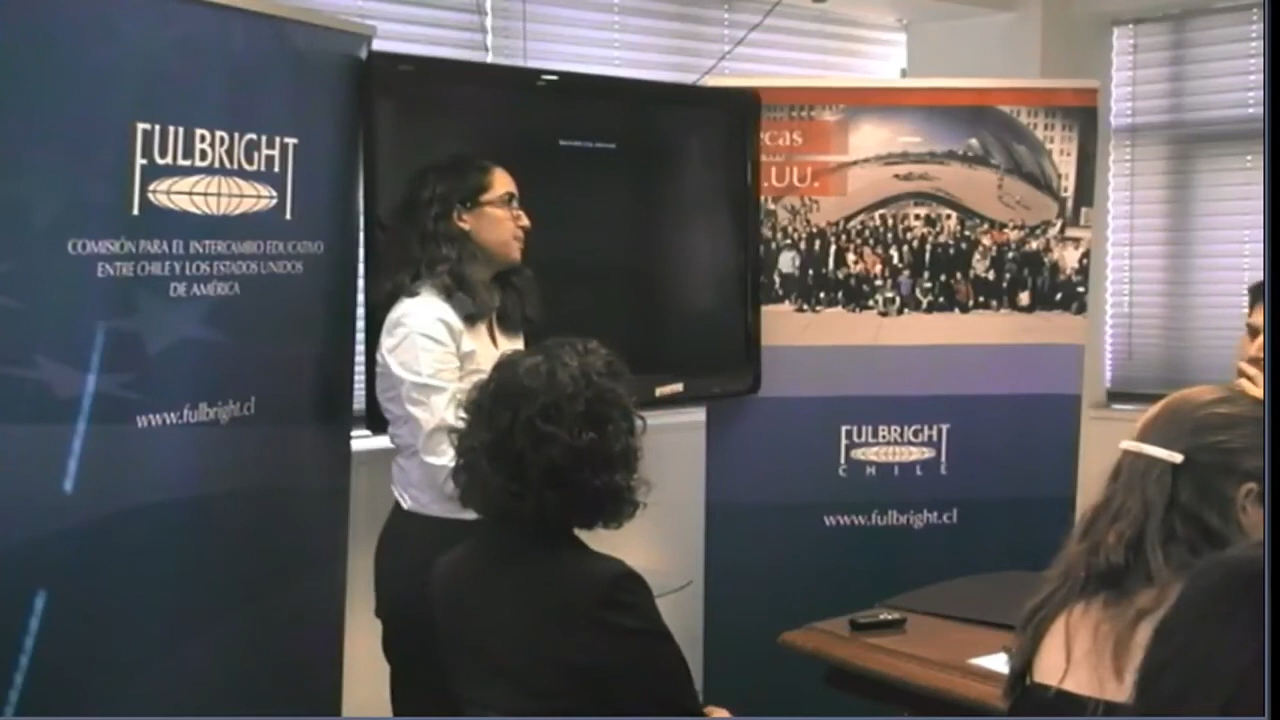 FULBRIGHT
COMISIÓN PARA EL INTERCAMBIO EDUCATIVO
ENTRE CHILE Y LOS ESTADOS UNIDOS
DE AMÉRICA
www.fulbright.cl
ecas
.UU.
FULBRIGHT
CHILE
www.fulbright.cl